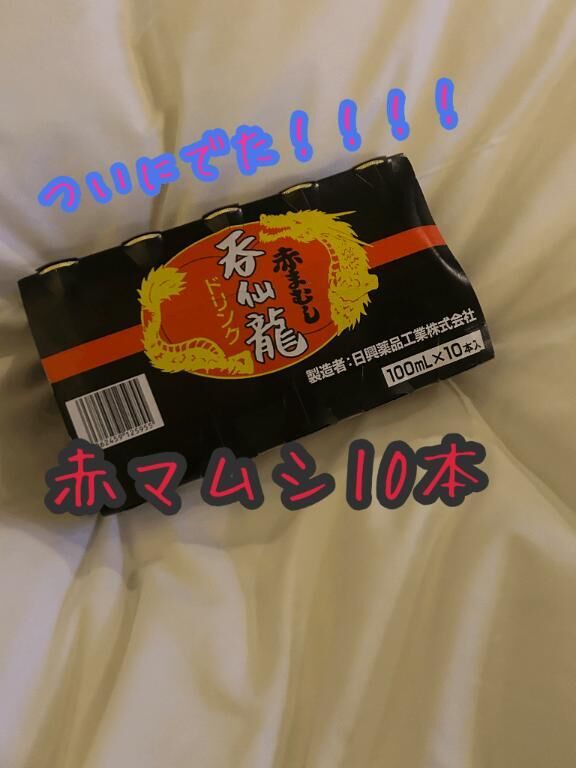 ついにでた!!!!
赤まむし
呑仙龍
ドリンク
製造者:日興薬品工業株式会社
100mL×10本入
赤マムシ10本